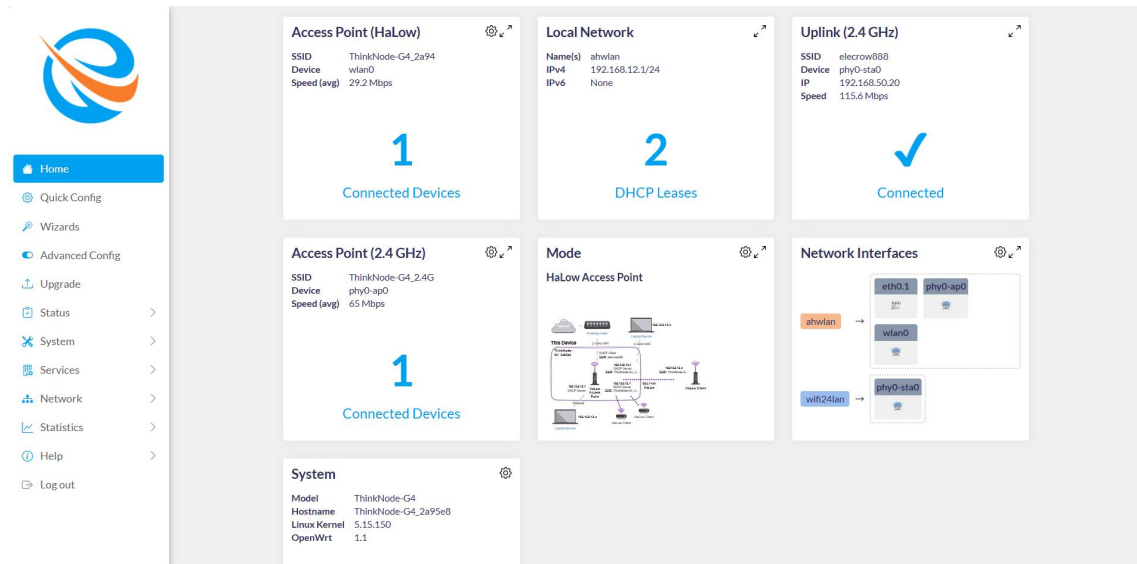 Home
Quick Config
Wizards
Advanced Config
Upgrade
Status
System
Services
Network
Statistics
Help
Log out
Access Point (HaLow)
SSID ThinkNode-G4_2a94
Device wlan0
Speed (avg) 29.2 Mbps
1
Connected Devices
Local Network
Name(s) ahwlan
IPv4 192.168.12.1/24
IPv6 None
2
DHCP Leases
Uplink (2.4 GHz)
SSID elecrow888
Device phy0-sta0
IP 192.168.50.20
Speed 115.6 Mbps
Connected
Access Point (2.4 GHz)
SSID ThinkNode-G4_2.4G
Device phy0-ap0
Speed (avg) 65 Mbps
1
Connected Devices
Mode
HaLow Access Point
This Device
Network Interfaces
ahwlan
eth0.1
phy0-ap0
wlan0
wifi24lan
phy0-sta0
System
Model ThinkNode-G4
Hostname ThinkNode-G4_2a95e8
Linux Kernel 5.15.150
OpenWrt 1.1